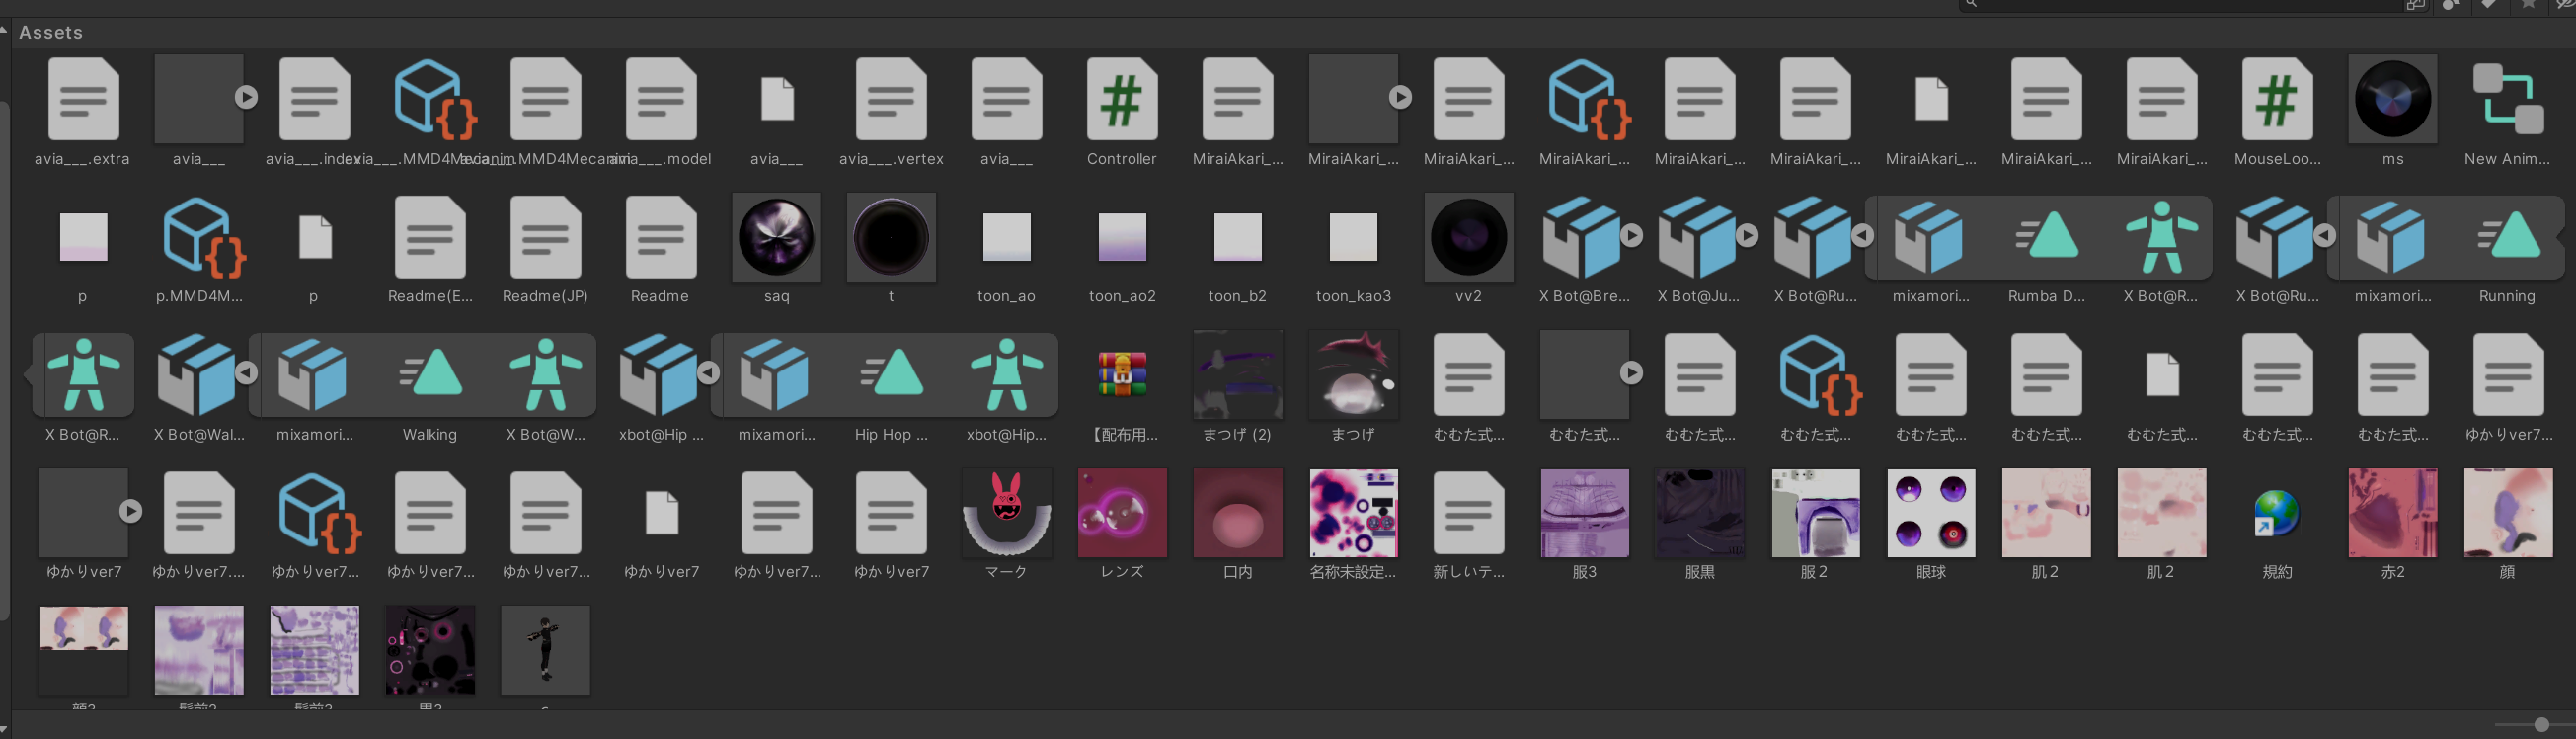 Assets
avia___.extra
avia___
avia___.index
avia___.MMD4Mecanim
avia___.MMD4Mecanim
avia___.model
avia___
avia___.vertex
avia___
Controller
MiraiAkari_...
MiraiAkari_...
MiraiAkari_...
MiraiAkari_...
MiraiAkari_...
MiraiAkari_...
MiraiAkari_...
MiraiAkari_...
MiraiAkari_...
MouseLoo...
ms
New Anim...
p
p.MMD4M...
p
Readme(E...
Readme(JP)
Readme
saq
t
toon_ao
toon_ao2
toon_b2
toon_kao3
vv2
X Bot@Bre...
X Bot@Ju...
X Bot@Ru...
mixamori...
Rumba D...
X Bot@R...
X Bot@Ru...
mixamori...
Running
X Bot@R...
X Bot@Wal...
mixamori...
Walking
X Bot@W...
xbot@Hip ...
mixamori...
Hip Hop ...
xbot@Hip...
【配布用...
まつげ (2)
まつげ
むむた式...
むむた式...
むむた式...
むむた式...
むむた式...
むむた式...
むむた式...
むむた式...
むむた式...
ゆかりver7...
ゆかりver7
ゆかりver7....
ゆかりver7...
ゆかりver7...
ゆかりver7...
ゆかりver7
ゆかりver7...
ゆかりver7
マーク
レンズ
口内
名称未設定...
新しいテ...
服3
服黒
服２
眼球
肌２
肌２
規約
赤2
顔